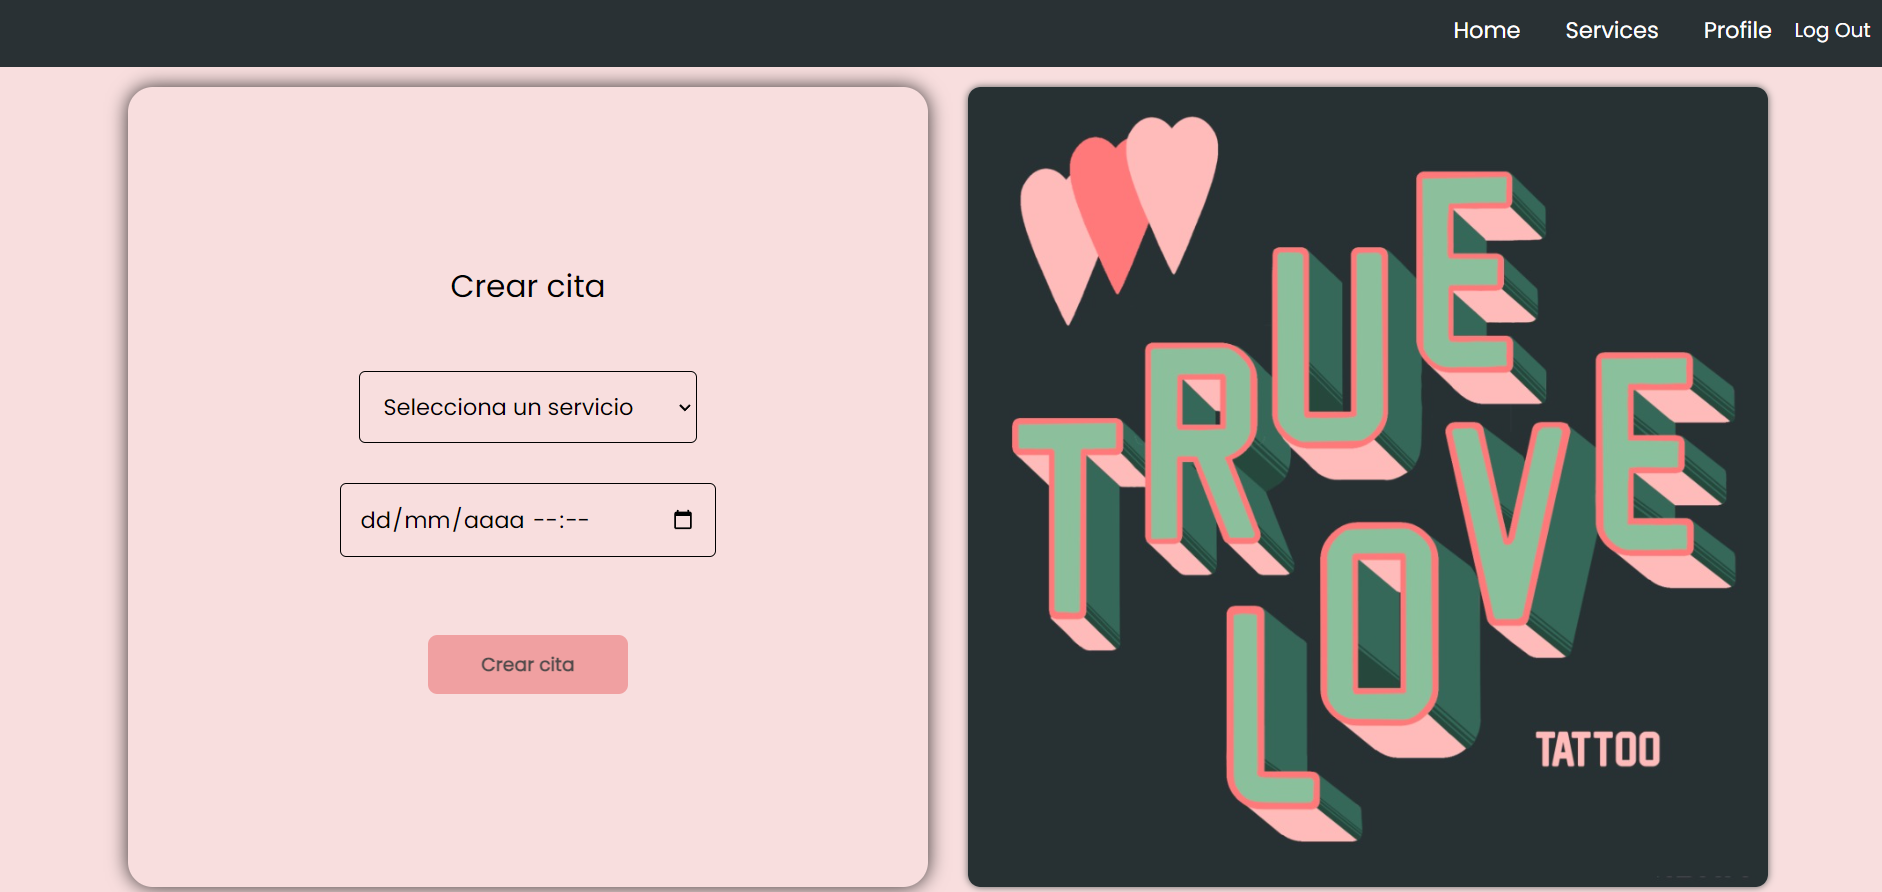 Home Services Profile Log Out
Crear cita
Selecciona un servicio
dd/mm/aaaa --:--
Crear cita
TRUE
LOVE
TATTOO